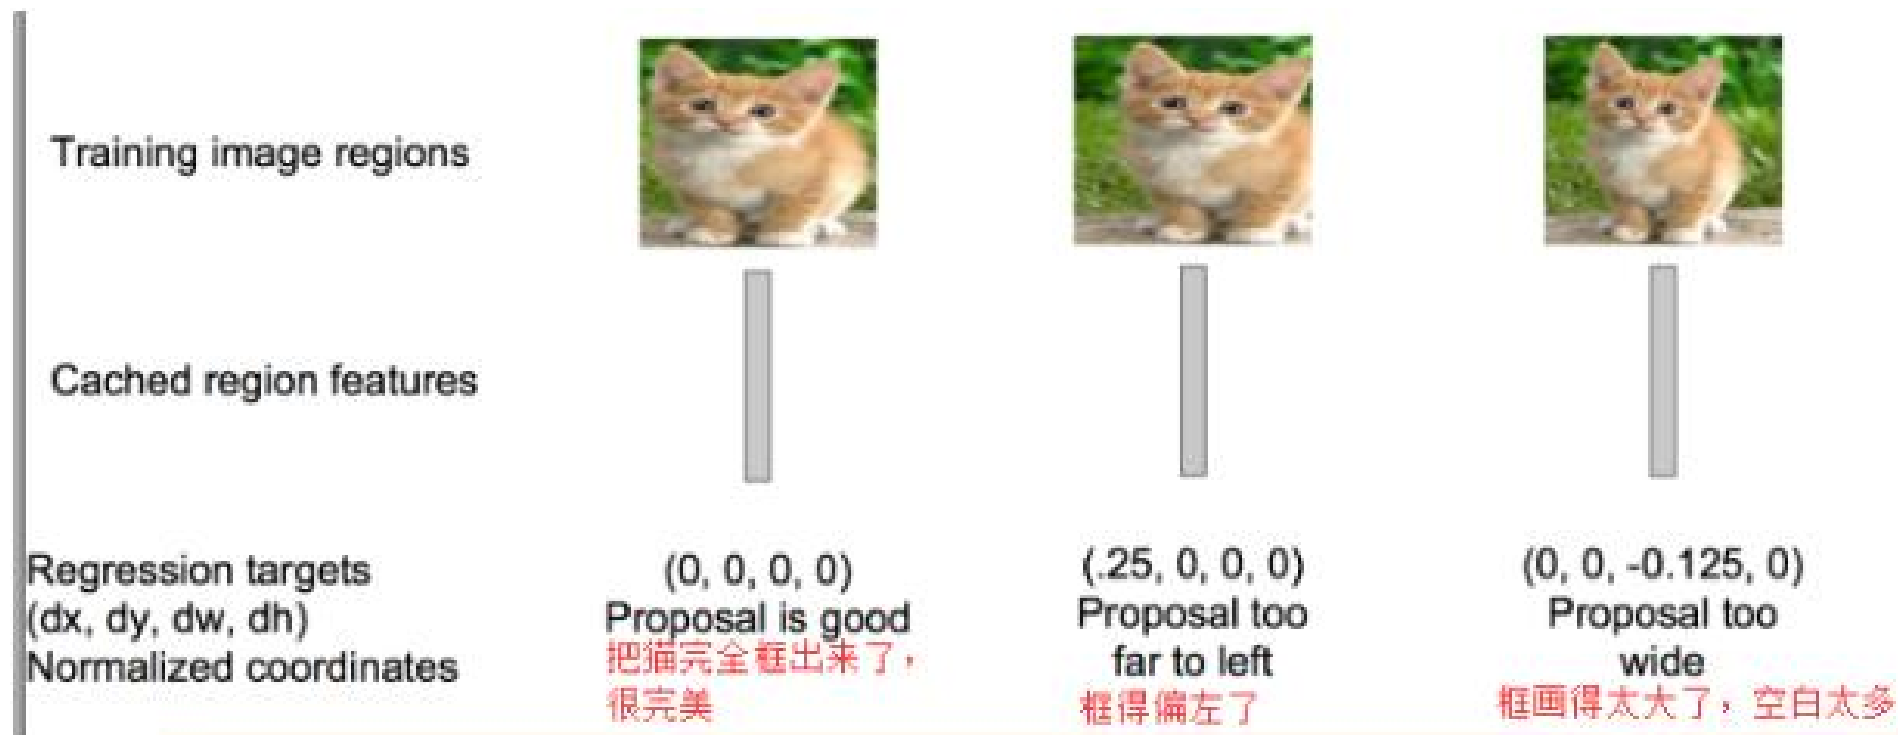 Training image regions
Cached region features
Regression targets
(dx, dy, dw, dh)
Normalized coordinates
(0, 0, 0, 0)
Proposal is good
把猫完全框出来了，
很完美
(.25, 0, 0, 0)
Proposal too
far to left
框得偏左了
(0, 0, -0.125, 0)
Proposal too
wide
框画得太大了，空白太多